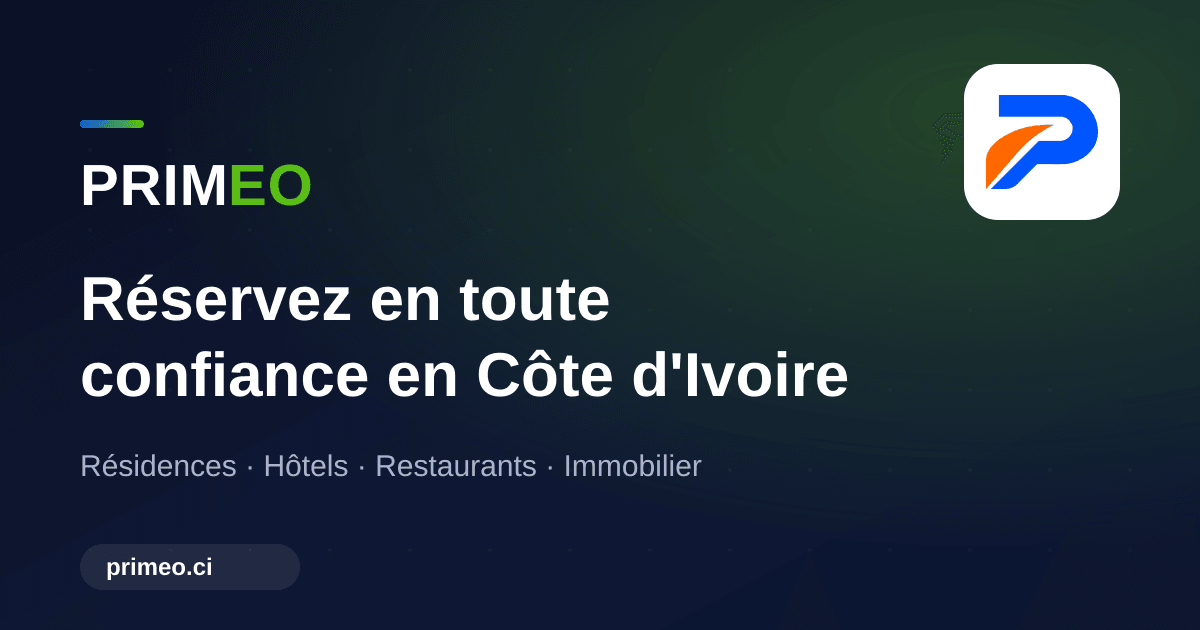 PRIMEO
Réservez en toute
confiance en Côte d'Ivoire
Résidences · Hôtels · Restaurants · Immobilier
primeo.ci